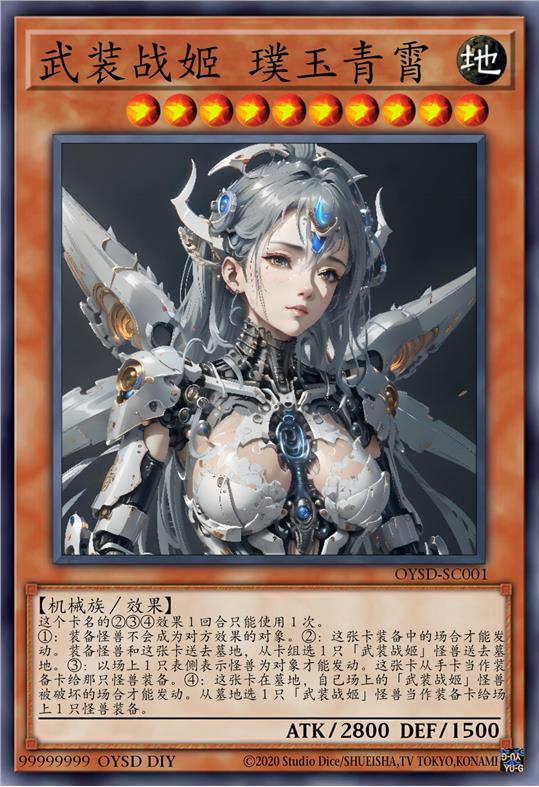 武装战姬 璞玉青霄
地
OYSD-SC001
【机械族／效果】
这个卡名的②③④效果1回合只能使用1次。
①：装备怪兽不会成为对方效果的对象。②：这张卡装备中的场合才能发
动。装备怪兽和这张卡送去墓地，从卡组选1只「武装战姬」怪兽送去墓
地。③：以场上1只表侧表示怪兽为对象才能发动。这张卡从手卡当作装
备卡给那只怪兽装备。④：这张卡在墓地，自己场上的「武装战姬」怪兽
被破坏的场合才能发动。从墓地选1只「武装战姬」怪兽当作装备卡给场
上1只怪兽装备。
ATK/2800 DEF/1500
99999999 OYSD DIY ©2020 Studio Dice/SHUEISHA,TV TOKYO,KONAMI